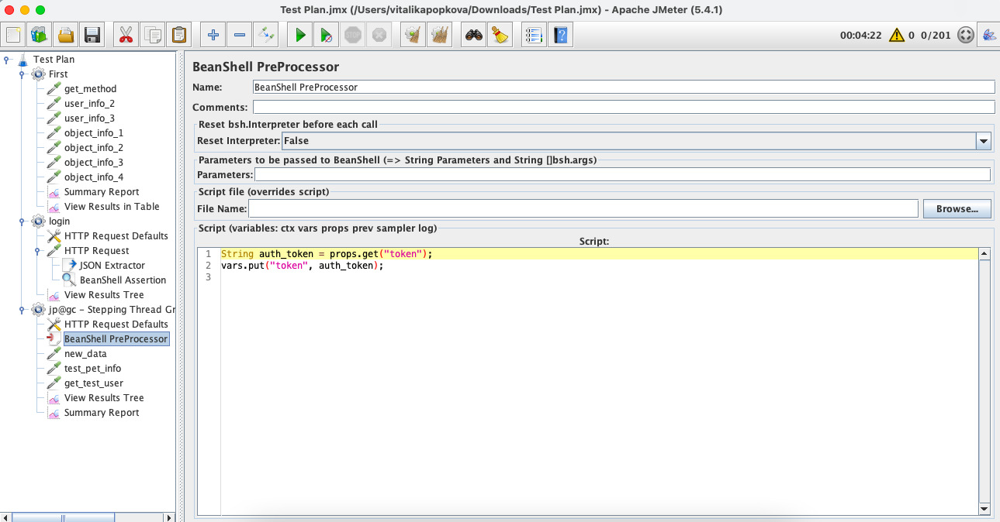 Test Plan.jmx (/Users/vitalikapopkova/Downloads/Test Plan.jmx) - Apache JMeter (5.4.1)
STOP
00:04:22 0 0/201
?
Test Plan
First
get_method
user_info_2
user_info_3
object_info_1
object_info_2
object_info_3
object_info_4
Summary Report
View Results in Table
login
HTTP Request Defaults
HTTP Request
JSON Extractor
BeanShell Assertion
View Results Tree
jp@gc - Stepping Thread Gr
HTTP Request Defaults
BeanShell PreProcessor
new_data
test_pet_info
get_test_user
View Results Tree
Summary Report
BeanShell PreProcessor
Name: BeanShell PreProcessor
Comments:
Reset bsh.Interpreter before each call
Reset Interpreter: False
Parameters to be passed to BeanShell (=> String Parameters and String []bsh.args)
Parameters:
Script file (overrides script)
File Name: Browse...
Script (variables: ctx vars props prev sampler log)
Script:
1 String auth_token = props.get("token");
2 vars.put("token", auth_token);
3